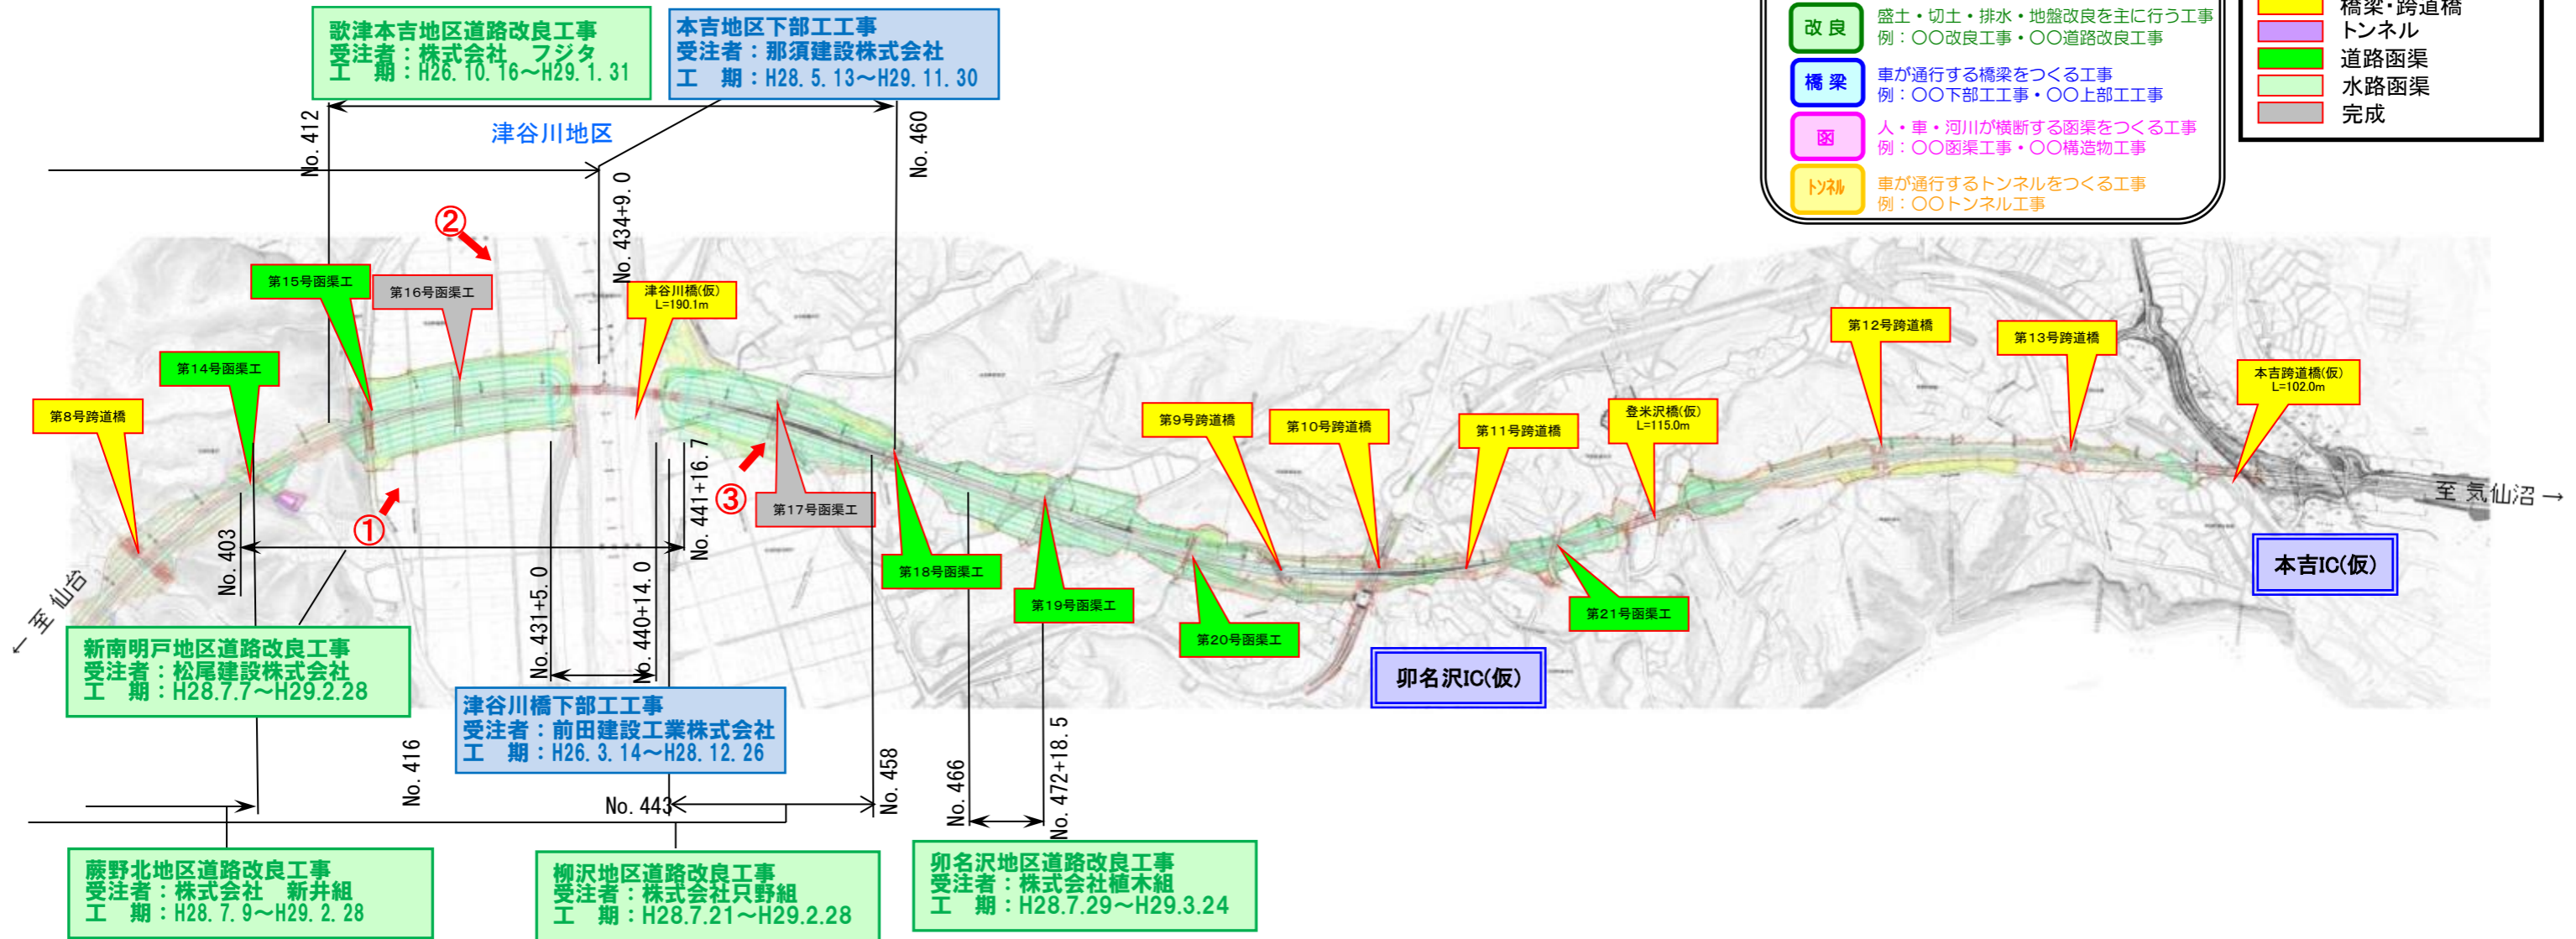 歌津本吉地区道路改良工事
受注者：株式会社　フジタ
工　期：H26.10.16～H29.1.31
本吉地区下部工工事
受注者：那須建設株式会社
工　期：H28.5.13～H29.11.30
改良
盛土・切土・排水・地盤改良を主に行う工事
例：〇〇改良工事・〇〇道路改良工事
橋梁
車が通行する橋梁をつくる工事
例：〇〇下部工工事・〇〇上部工工事
函
人・車・河川が横断する函渠をつくる工事
例：〇〇函渠工事・〇〇構造物工事
トンネル
車が通行するトンネルをつくる工事
例：〇〇トンネル工事
橋梁・跨道橋
トンネル
道路函渠
水路函渠
完成
No.412
津谷川地区
No.460
No.434+9.0
②
第15号函渠工
第16号函渠工
津谷川橋(仮)
L=190.1m
第14号函渠工
第8号跨道橋
第12号跨道橋
第13号跨道橋
本吉跨道橋(仮)
L=102.0m
第9号跨道橋
第10号跨道橋
第11号跨道橋
登米沢橋(仮)
L=115.0m
①
③
第17号函渠工
No.441+16.7
至 気仙沼 →
No.403
← 至 仙台
第18号函渠工
第19号函渠工
第20号函渠工
第21号函渠工
本吉IC(仮)
卯名沢IC(仮)
No.431+5.0
No.440+14.0
新南明戸地区道路改良工事
受注者：松尾建設株式会社
工　期：H28.7.7～H29.2.28
津谷川橋下部工工事
受注者：前田建設工業株式会社
工　期：H26.3.14～H28.12.26
No.416
No.443
No.458
No.466
No.472+18.5
蕨野北地区道路改良工事
受注者：株式会社　新井組
工　期：H28.7.9～H29.2.28
柳沢地区道路改良工事
受注者：株式会社只野組
工　期：H28.7.21～H29.2.28
卯名沢地区道路改良工事
受注者：株式会社植木組
工　期：H28.7.29～H29.3.24